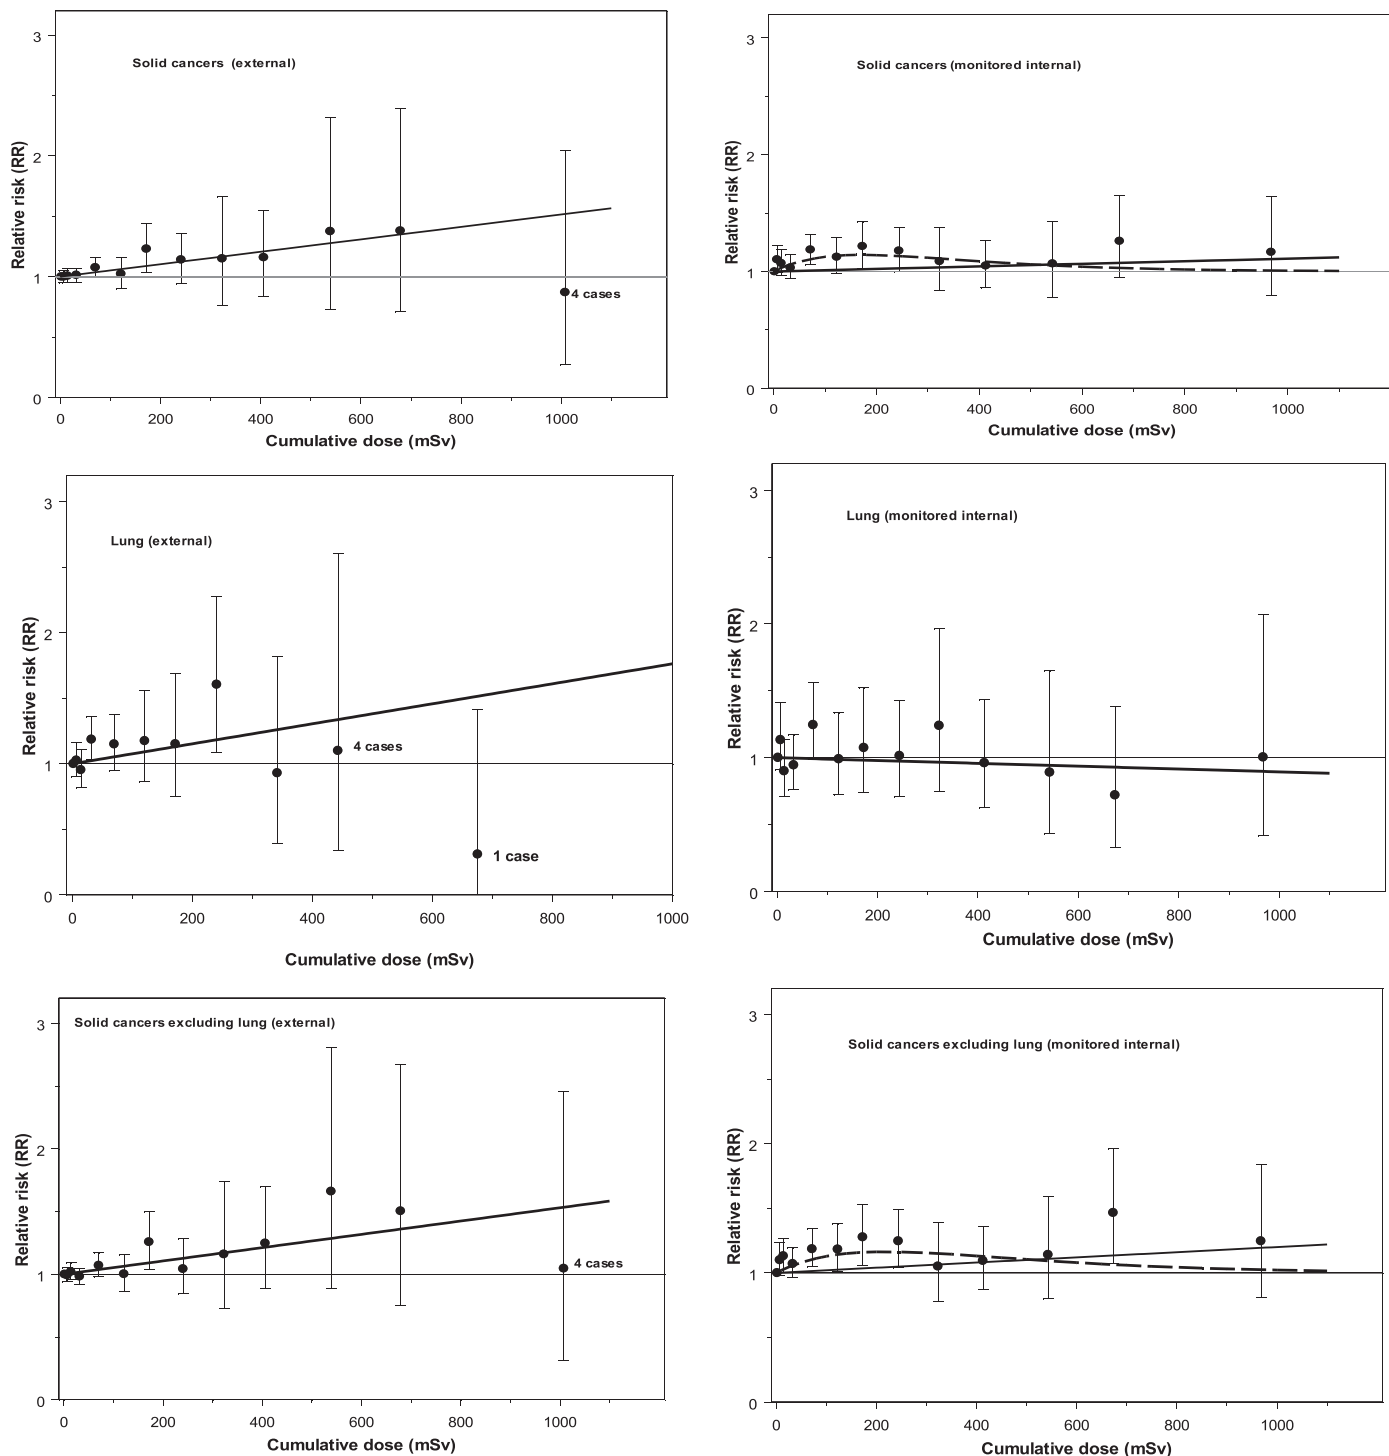 Solid cancers (external)
Relative risk (RR)
3
2
1
0
4 cases
0 200 400 600 800 1000
Cumulative dose (mSv)
Solid cancers (monitored internal)
Relative risk (RR)
3
2
1
0
0 200 400 600 800 1000
Cumulative dose (mSv)
Lung (external)
Relative risk (RR)
3
2
1
0
4 cases
1 case
0 200 400 600 800 1000
Cumulative dose (mSv)
Lung (monitored internal)
Relative risk (RR)
3
2
1
0
0 200 400 600 800 1000
Cumulative dose (mSv)
Solid cancers excluding lung (external)
Relative risk (RR)
3
2
1
0
4 cases
0 200 400 600 800 1000
Cumulative dose (mSv)
Solid cancers excluding lung (monitored internal)
Relative risk (RR)
3
2
1
0
0 200 400 600 800 1000
Cumulative dose (mSv)